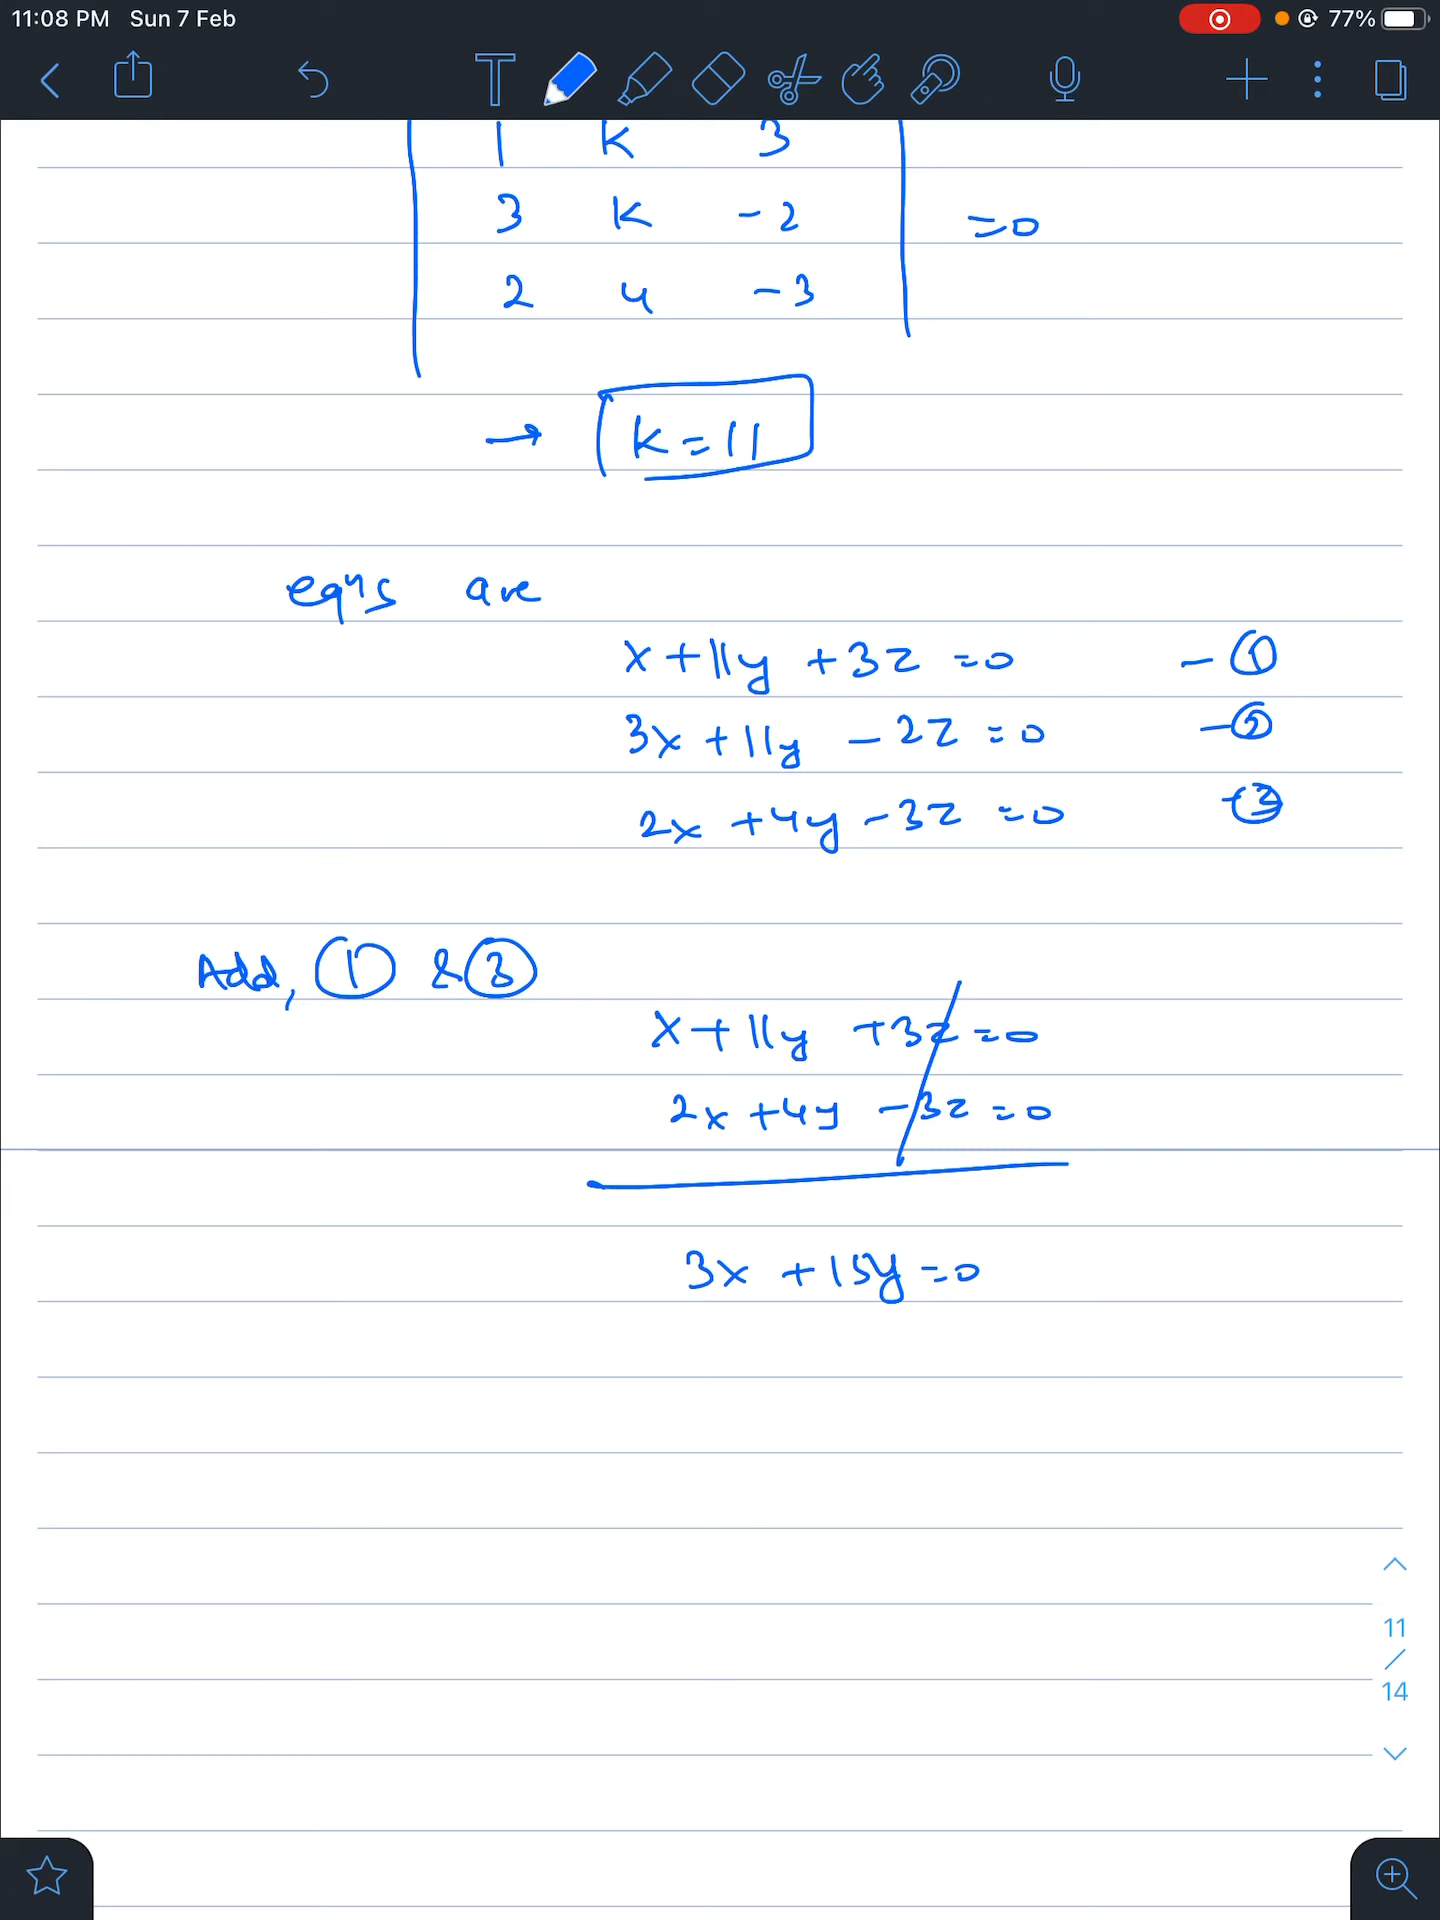 11:08 PM Sun 7 Feb 77%
T
1 K 3
3 K -2 =0
2 4 -3
→ K=11
eqns are
x+11y+3z=0 -①
3x+11y-2z=0 -②
2x+4y-3z=0 -③
Add, ① & ③
x+11y+3z=0
2x+4y-3z=0
3x+15y=0
11
/
14